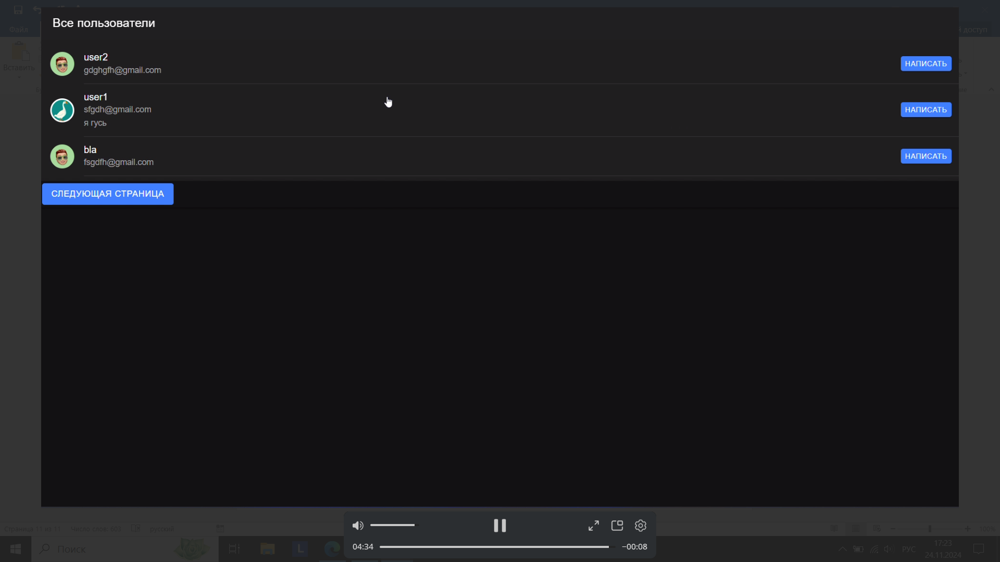 Файл
й доступ
Вставить
Все пользователи
user2
gdghgfh@gmail.com
НАПИСАТЬ
user1
sfgdh@gmail.com
я гусь
НАПИСАТЬ
bla
fsgdfh@gmail.com
НАПИСАТЬ
СЛЕДУЮЩАЯ СТРАНИЦА
Страница 11 из 11
Число слов: 603
русский
100%
04:34
−00:08
Поиск
L
РУС
17:23
24.11.2024